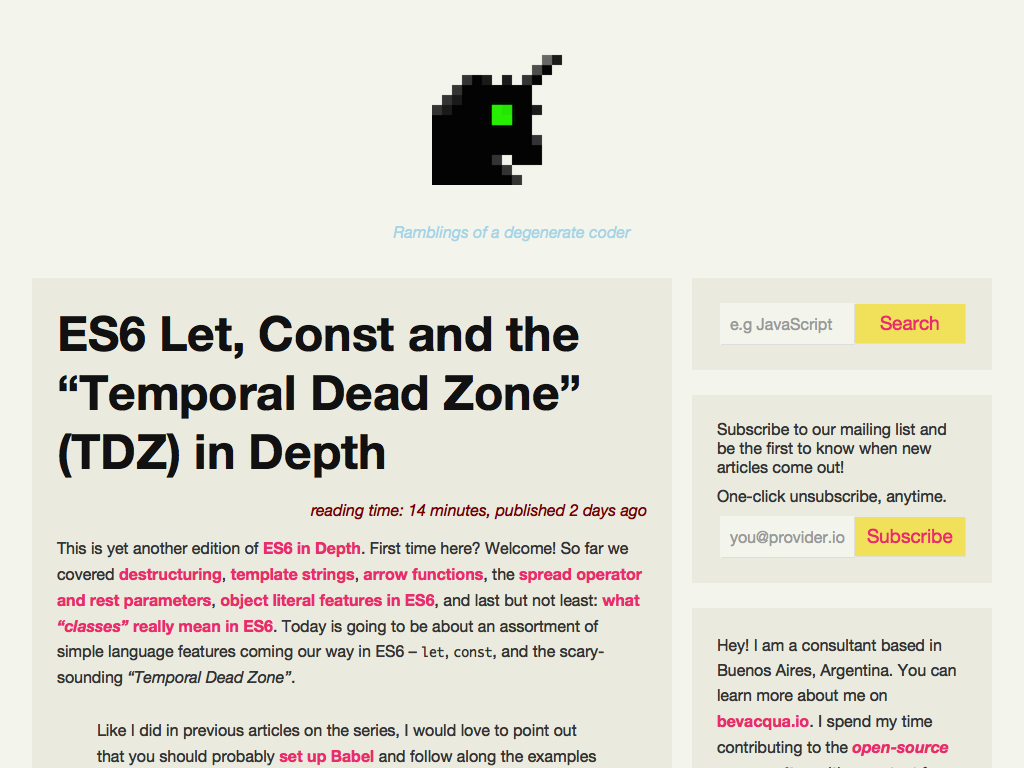 Ramblings of a degenerate coder
ES6 Let, Const and the
“Temporal Dead Zone”
(TDZ) in Depth
reading time: 14 minutes, published 2 days ago
This is yet another edition of ES6 in Depth. First time here? Welcome! So far we
covered destructuring, template strings, arrow functions, the spread operator
and rest parameters, object literal features in ES6, and last but not least: what
“classes” really mean in ES6. Today is going to be about an assortment of
simple language features coming our way in ES6 – let, const, and the scary-
sounding “Temporal Dead Zone”.
Like I did in previous articles on the series, I would love to point out
that you should probably set up Babel and follow along the examples
e.g JavaScript
Search
Subscribe to our mailing list and
be the first to know when new
articles come out!
One-click unsubscribe, anytime.
you@provider.io
Subscribe
Hey! I am a consultant based in
Buenos Aires, Argentina. You can
learn more about me on
bevacqua.io. I spend my time
contributing to the open-source